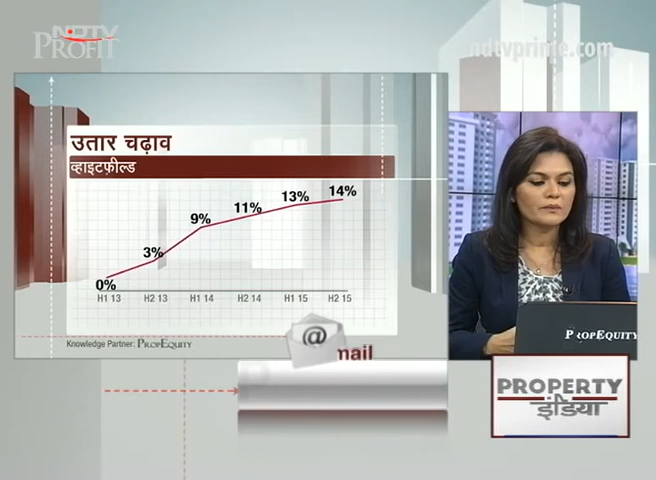 NDTV
PROFIT
ndtvprime.com
उतार चढ़ाव
व्हाइटफ़ील्ड
0%
3%
9%
11%
13%
14%
H1 13
H2 13
H1 14
H2 14
H1 15
H2 15
Knowledge Partner: PROPEQUITY
@
mail
PROPEQUITY
PROPERTY
इंडिया